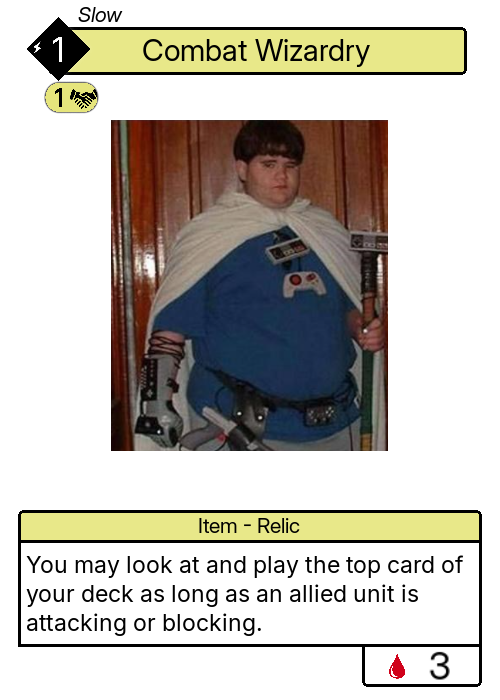 Slow
1
Combat Wizardry
1
Item - Relic
You may look at and play the top card of
your deck as long as an allied unit is
attacking or blocking.
3